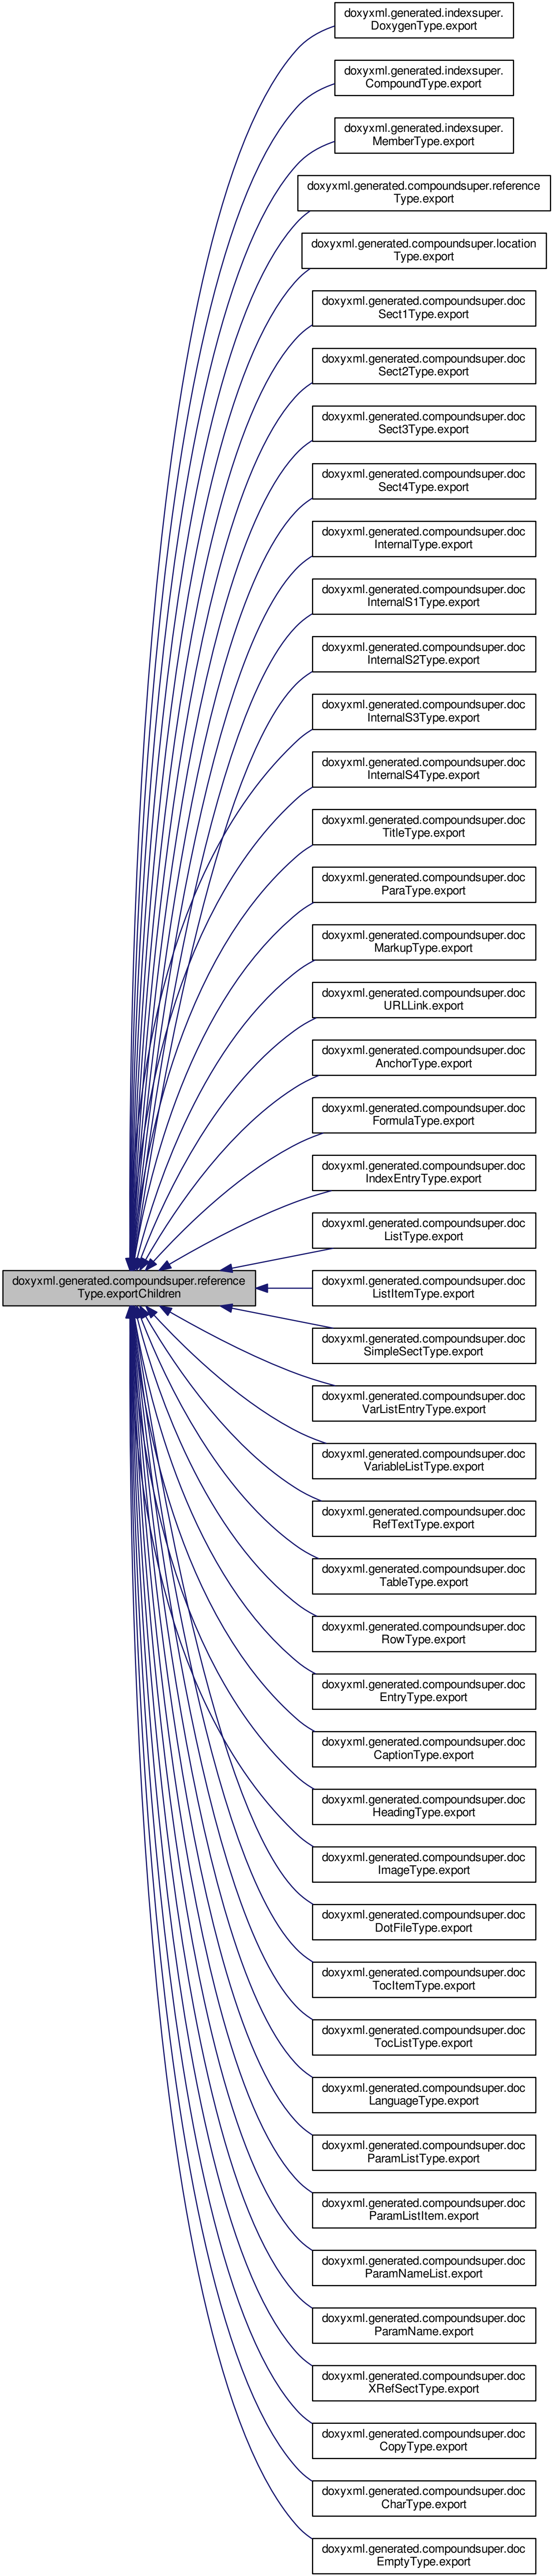 doxyxml.generated.indexsuper.
DoxygenType.export
doxyxml.generated.indexsuper.
CompoundType.export
doxyxml.generated.indexsuper.
MemberType.export
doxyxml.generated.compoundsuper.reference
Type.export
doxyxml.generated.compoundsuper.location
Type.export
doxyxml.generated.compoundsuper.doc
Sect1Type.export
doxyxml.generated.compoundsuper.doc
Sect2Type.export
doxyxml.generated.compoundsuper.doc
Sect3Type.export
doxyxml.generated.compoundsuper.doc
Sect4Type.export
doxyxml.generated.compoundsuper.doc
InternalType.export
doxyxml.generated.compoundsuper.doc
InternalS1Type.export
doxyxml.generated.compoundsuper.doc
InternalS2Type.export
doxyxml.generated.compoundsuper.doc
InternalS3Type.export
doxyxml.generated.compoundsuper.doc
InternalS4Type.export
doxyxml.generated.compoundsuper.doc
TitleType.export
doxyxml.generated.compoundsuper.doc
ParaType.export
doxyxml.generated.compoundsuper.doc
MarkupType.export
doxyxml.generated.compoundsuper.doc
URLLink.export
doxyxml.generated.compoundsuper.doc
AnchorType.export
doxyxml.generated.compoundsuper.doc
FormulaType.export
doxyxml.generated.compoundsuper.doc
IndexEntryType.export
doxyxml.generated.compoundsuper.doc
ListType.export
doxyxml.generated.compoundsuper.reference
Type.exportChildren
doxyxml.generated.compoundsuper.doc
ListItemType.export
doxyxml.generated.compoundsuper.doc
SimpleSectType.export
doxyxml.generated.compoundsuper.doc
VarListEntryType.export
doxyxml.generated.compoundsuper.doc
VariableListType.export
doxyxml.generated.compoundsuper.doc
RefTextType.export
doxyxml.generated.compoundsuper.doc
TableType.export
doxyxml.generated.compoundsuper.doc
RowType.export
doxyxml.generated.compoundsuper.doc
EntryType.export
doxyxml.generated.compoundsuper.doc
CaptionType.export
doxyxml.generated.compoundsuper.doc
HeadingType.export
doxyxml.generated.compoundsuper.doc
ImageType.export
doxyxml.generated.compoundsuper.doc
DotFileType.export
doxyxml.generated.compoundsuper.doc
TocItemType.export
doxyxml.generated.compoundsuper.doc
TocListType.export
doxyxml.generated.compoundsuper.doc
LanguageType.export
doxyxml.generated.compoundsuper.doc
ParamListType.export
doxyxml.generated.compoundsuper.doc
ParamListItem.export
doxyxml.generated.compoundsuper.doc
ParamNameList.export
doxyxml.generated.compoundsuper.doc
ParamName.export
doxyxml.generated.compoundsuper.doc
XRefSectType.export
doxyxml.generated.compoundsuper.doc
CopyType.export
doxyxml.generated.compoundsuper.doc
CharType.export
doxyxml.generated.compoundsuper.doc
EmptyType.export